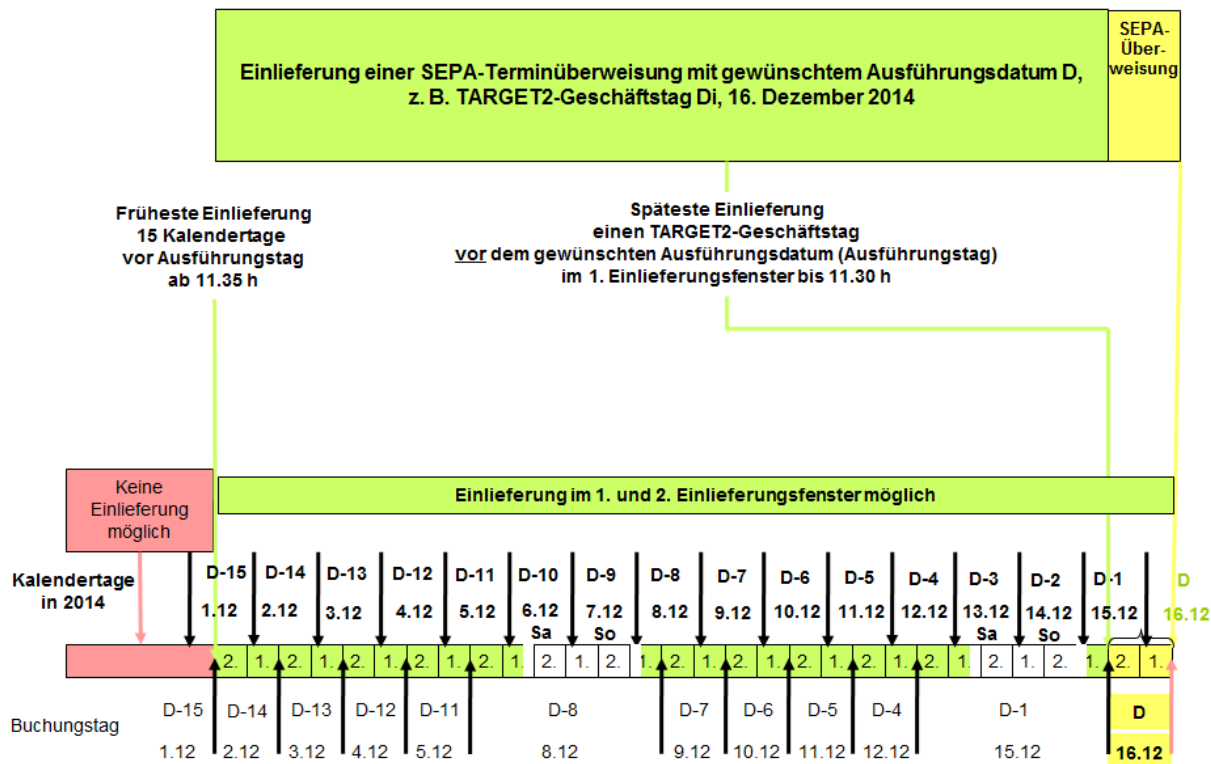 Einlieferung einer SEPA-Terminüberweisung mit gewünschtem Ausführungsdatum D,
z. B. TARGET2-Geschäftstag Di, 16. Dezember 2014
SEPA-
Über-
weisung
Früheste Einlieferung
15 Kalendertage
vor Ausführungstag
ab 11.35 h
Späteste Einlieferung
einen TARGET2-Geschäftstag
vor dem gewünschten Ausführungsdatum (Ausführungstag)
im 1. Einlieferungsfenster bis 11.30 h
Keine
Einlieferung
möglich
Einlieferung im 1. und 2. Einlieferungsfenster möglich
Kalendertage
in 2014
D-15 D-14 D-13 D-12 D-11 D-10 D-9 D-8 D-7 D-6 D-5 D-4 D-3 D-2 D-1 D
1.12 2.12 3.12 4.12 5.12 6.12 7.12 8.12 9.12 10.12 11.12 12.12 13.12 14.12 15.12 16.12
Sa So Sa So
2. 1. 2. 1. 2. 1. 2. 1. 2. 1. 2. 1. 2. 1. 2. 1. 2. 1. 2. 1. 2. 1. 2. 1. 2. 1. 2. 1. 2. 1.
Buchungstag
D-15 D-14 D-13 D-12 D-11 D-8 D-7 D-6 D-5 D-4 D-1 D
1.12 2.12 3.12 4.12 5.12 8.12 9.12 10.12 11.12 12.12 15.12 16.12